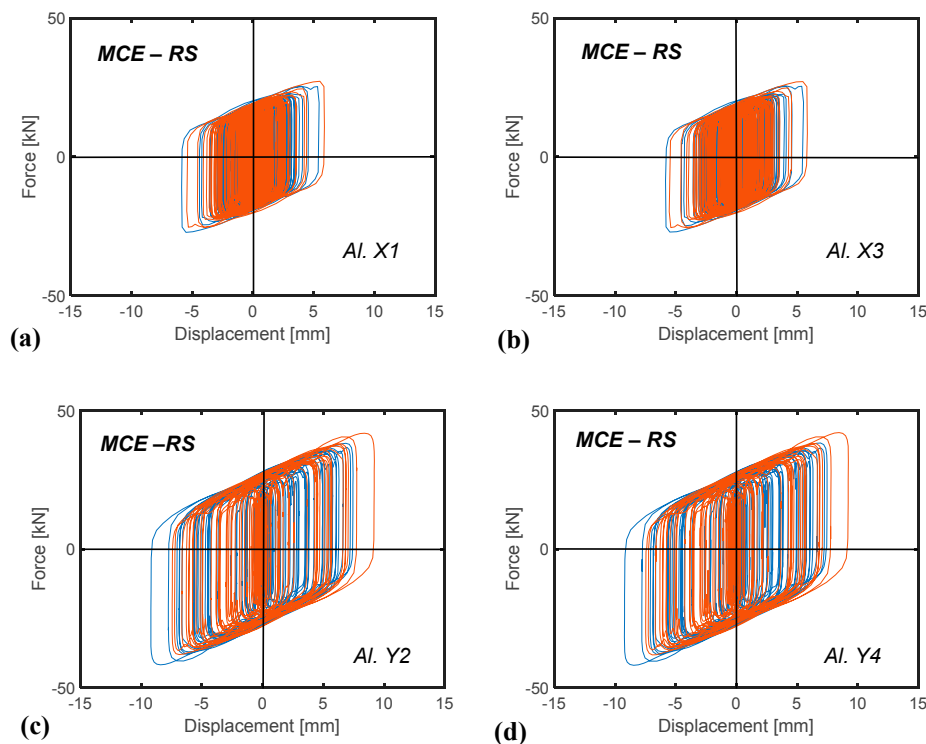 50
MCE – RS
Force [kN]
0
Al. X1
-50
-15 -10 -5 0 5 10 15
Displacement [mm]
(a)
50
MCE – RS
Force [kN]
0
Al. X3
-50
-15 -10 -5 0 5 10 15
Displacement [mm]
(b)
50
MCE –RS
Force [kN]
0
Al. Y2
-50
-15 -10 -5 0 5 10 15
Displacement [mm]
(c)
50
MCE – RS
Force [kN]
0
Al. Y4
-50
-15 -10 -5 0 5 10 15
Displacement [mm]
(d)